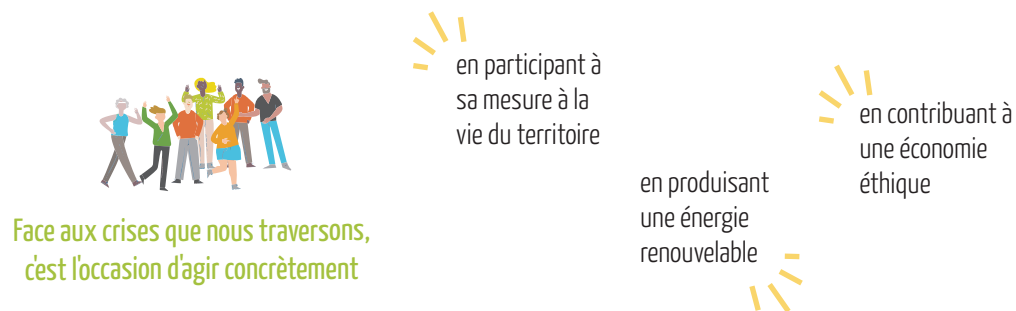 Face aux crises que nous traversons,
c'est l'occasion d'agir concrètement
en participant à
sa mesure à la
vie du territoire
en produisant
une énergie
renouvelable
en contribuant à
une économie
éthique